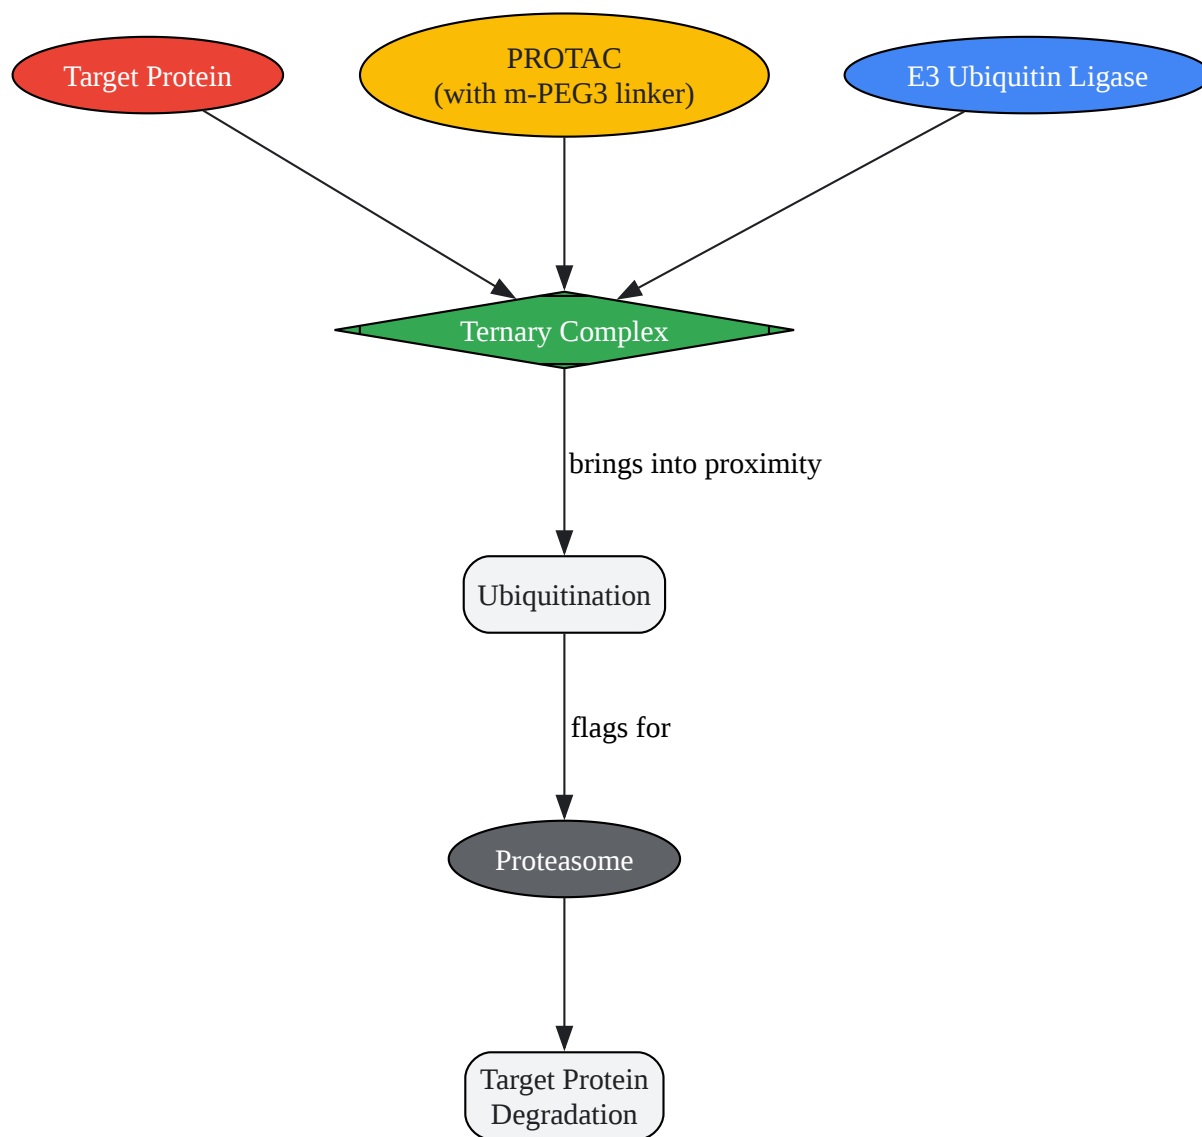 Target Protein
PROTAC
(with m-PEG3 linker)
E3 Ubiquitin Ligase
Ternary Complex
brings into proximity
Ubiquitination
flags for
Proteasome
Target Protein
Degradation